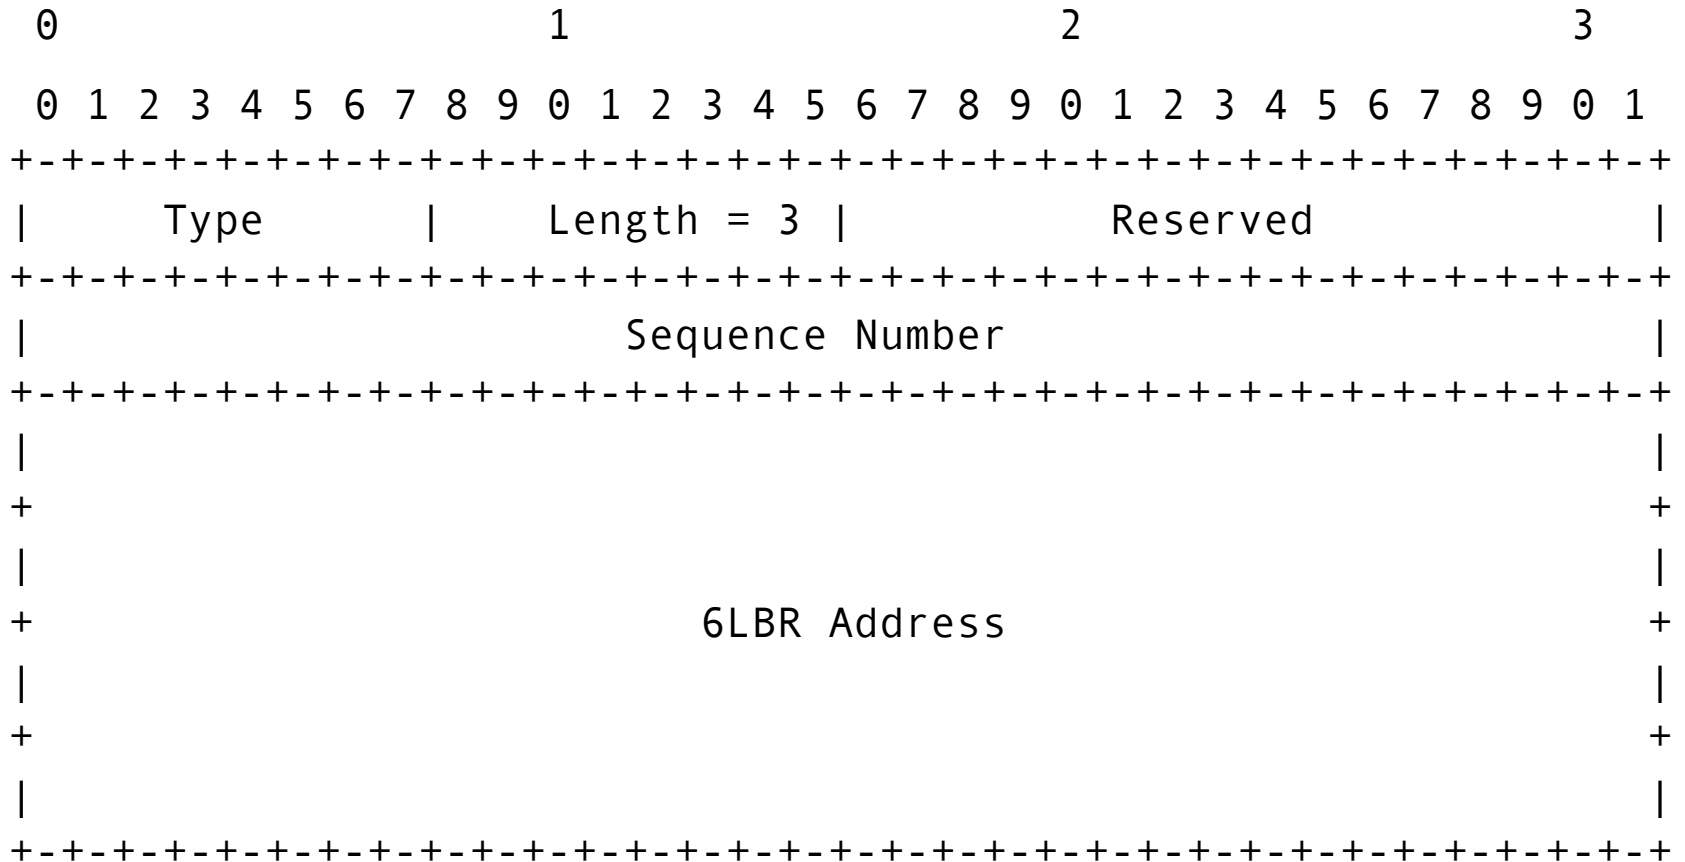 0                   1                   2                   3
 0 1 2 3 4 5 6 7 8 9 0 1 2 3 4 5 6 7 8 9 0 1 2 3 4 5 6 7 8 9 0 1
+-+-+-+-+-+-+-+-+-+-+-+-+-+-+-+-+-+-+-+-+-+-+-+-+-+-+-+-+-+-+-+-+
|     Type      |    Length = 3 |          Reserved             |
+-+-+-+-+-+-+-+-+-+-+-+-+-+-+-+-+-+-+-+-+-+-+-+-+-+-+-+-+-+-+-+-+
|                       Sequence Number                         |
+-+-+-+-+-+-+-+-+-+-+-+-+-+-+-+-+-+-+-+-+-+-+-+-+-+-+-+-+-+-+-+-+
|                                                               |
+                                                               +
|                                                               |
+                          6LBR Address                         +
|                                                               |
+                                                               +
|                                                               |
+-+-+-+-+-+-+-+-+-+-+-+-+-+-+-+-+-+-+-+-+-+-+-+-+-+-+-+-+-+-+-+-+